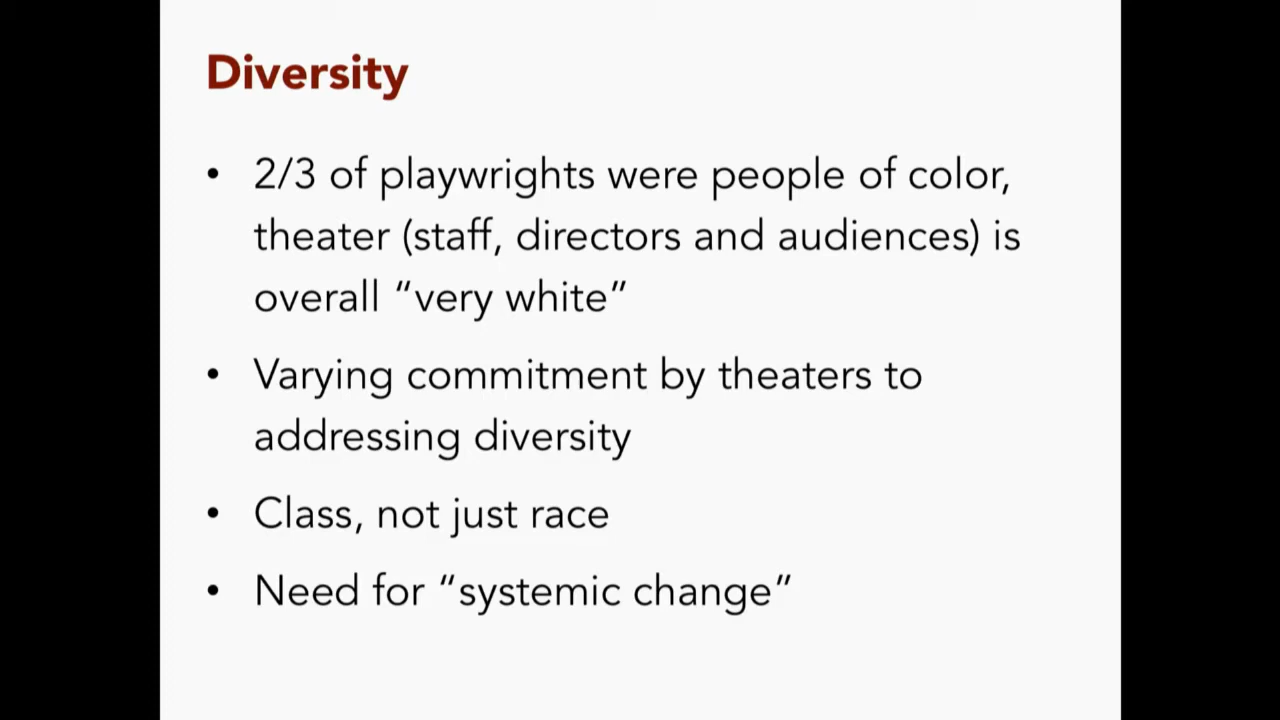 Diversity
• 2/3 of playwrights were people of color,
theater (staff, directors and audiences) is
overall “very white”
• Varying commitment by theaters to
addressing diversity
• Class, not just race
• Need for “systemic change”